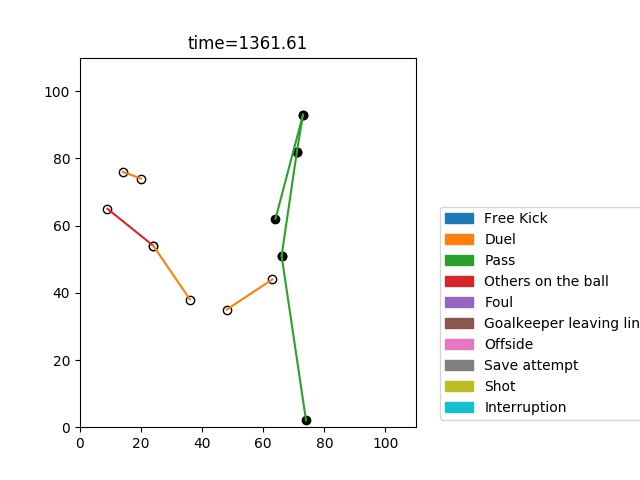 time=1361.61
100
80
60
40
20
0
0 20 40 60 80 100
Free Kick
Duel
Pass
Others on the ball
Foul
Goalkeeper leaving lin
Offside
Save attempt
Shot
Interruption